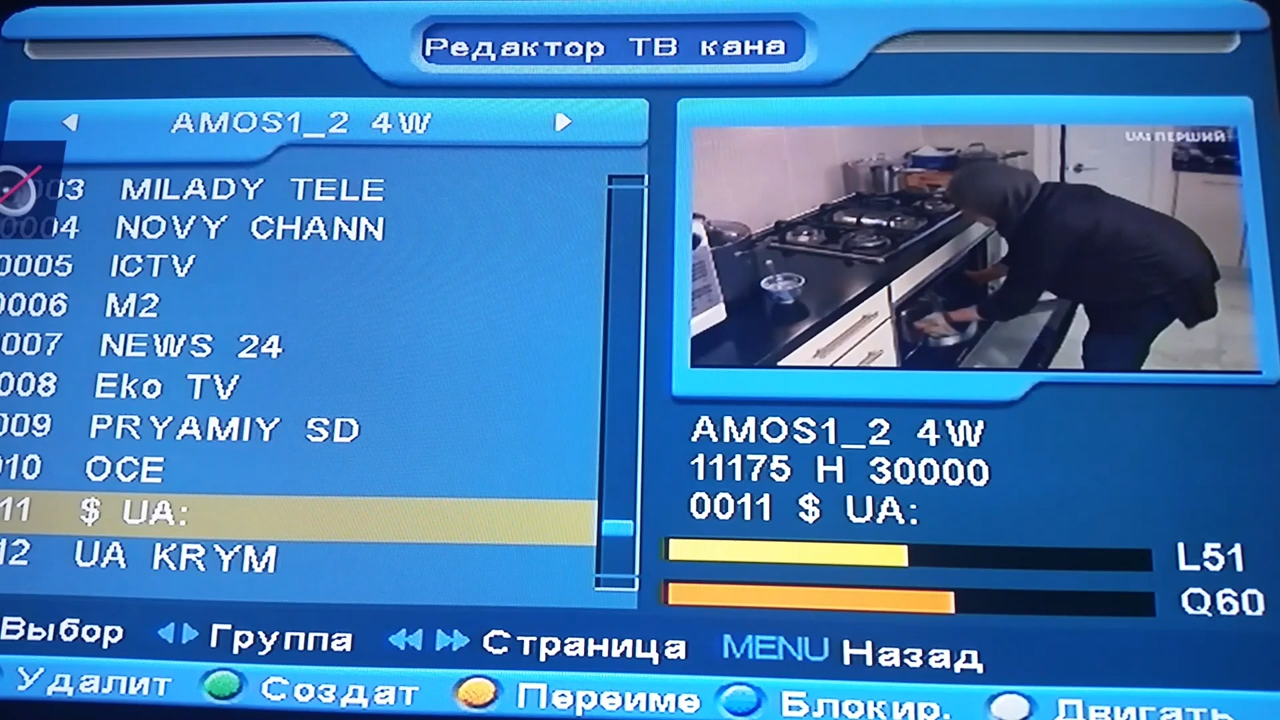 Редактор ТВ кана
AMOS1_2 4W
UA: ПЕРШИЙ
0003 MILADY TELE
0004 NOVY CHANN
0005 ICTV
0006 M2
007 NEWS 24
008 Eko TV
009 PRYAMIY SD
010 OCE
11 $ UA:
12 UA KRYM
AMOS1_2 4W
11175 H 30000
0011 $ UA:
L51
Q60
Выбор Группа Страница MENU Назад
Удалит Создат Переиме Блокир. Двигать